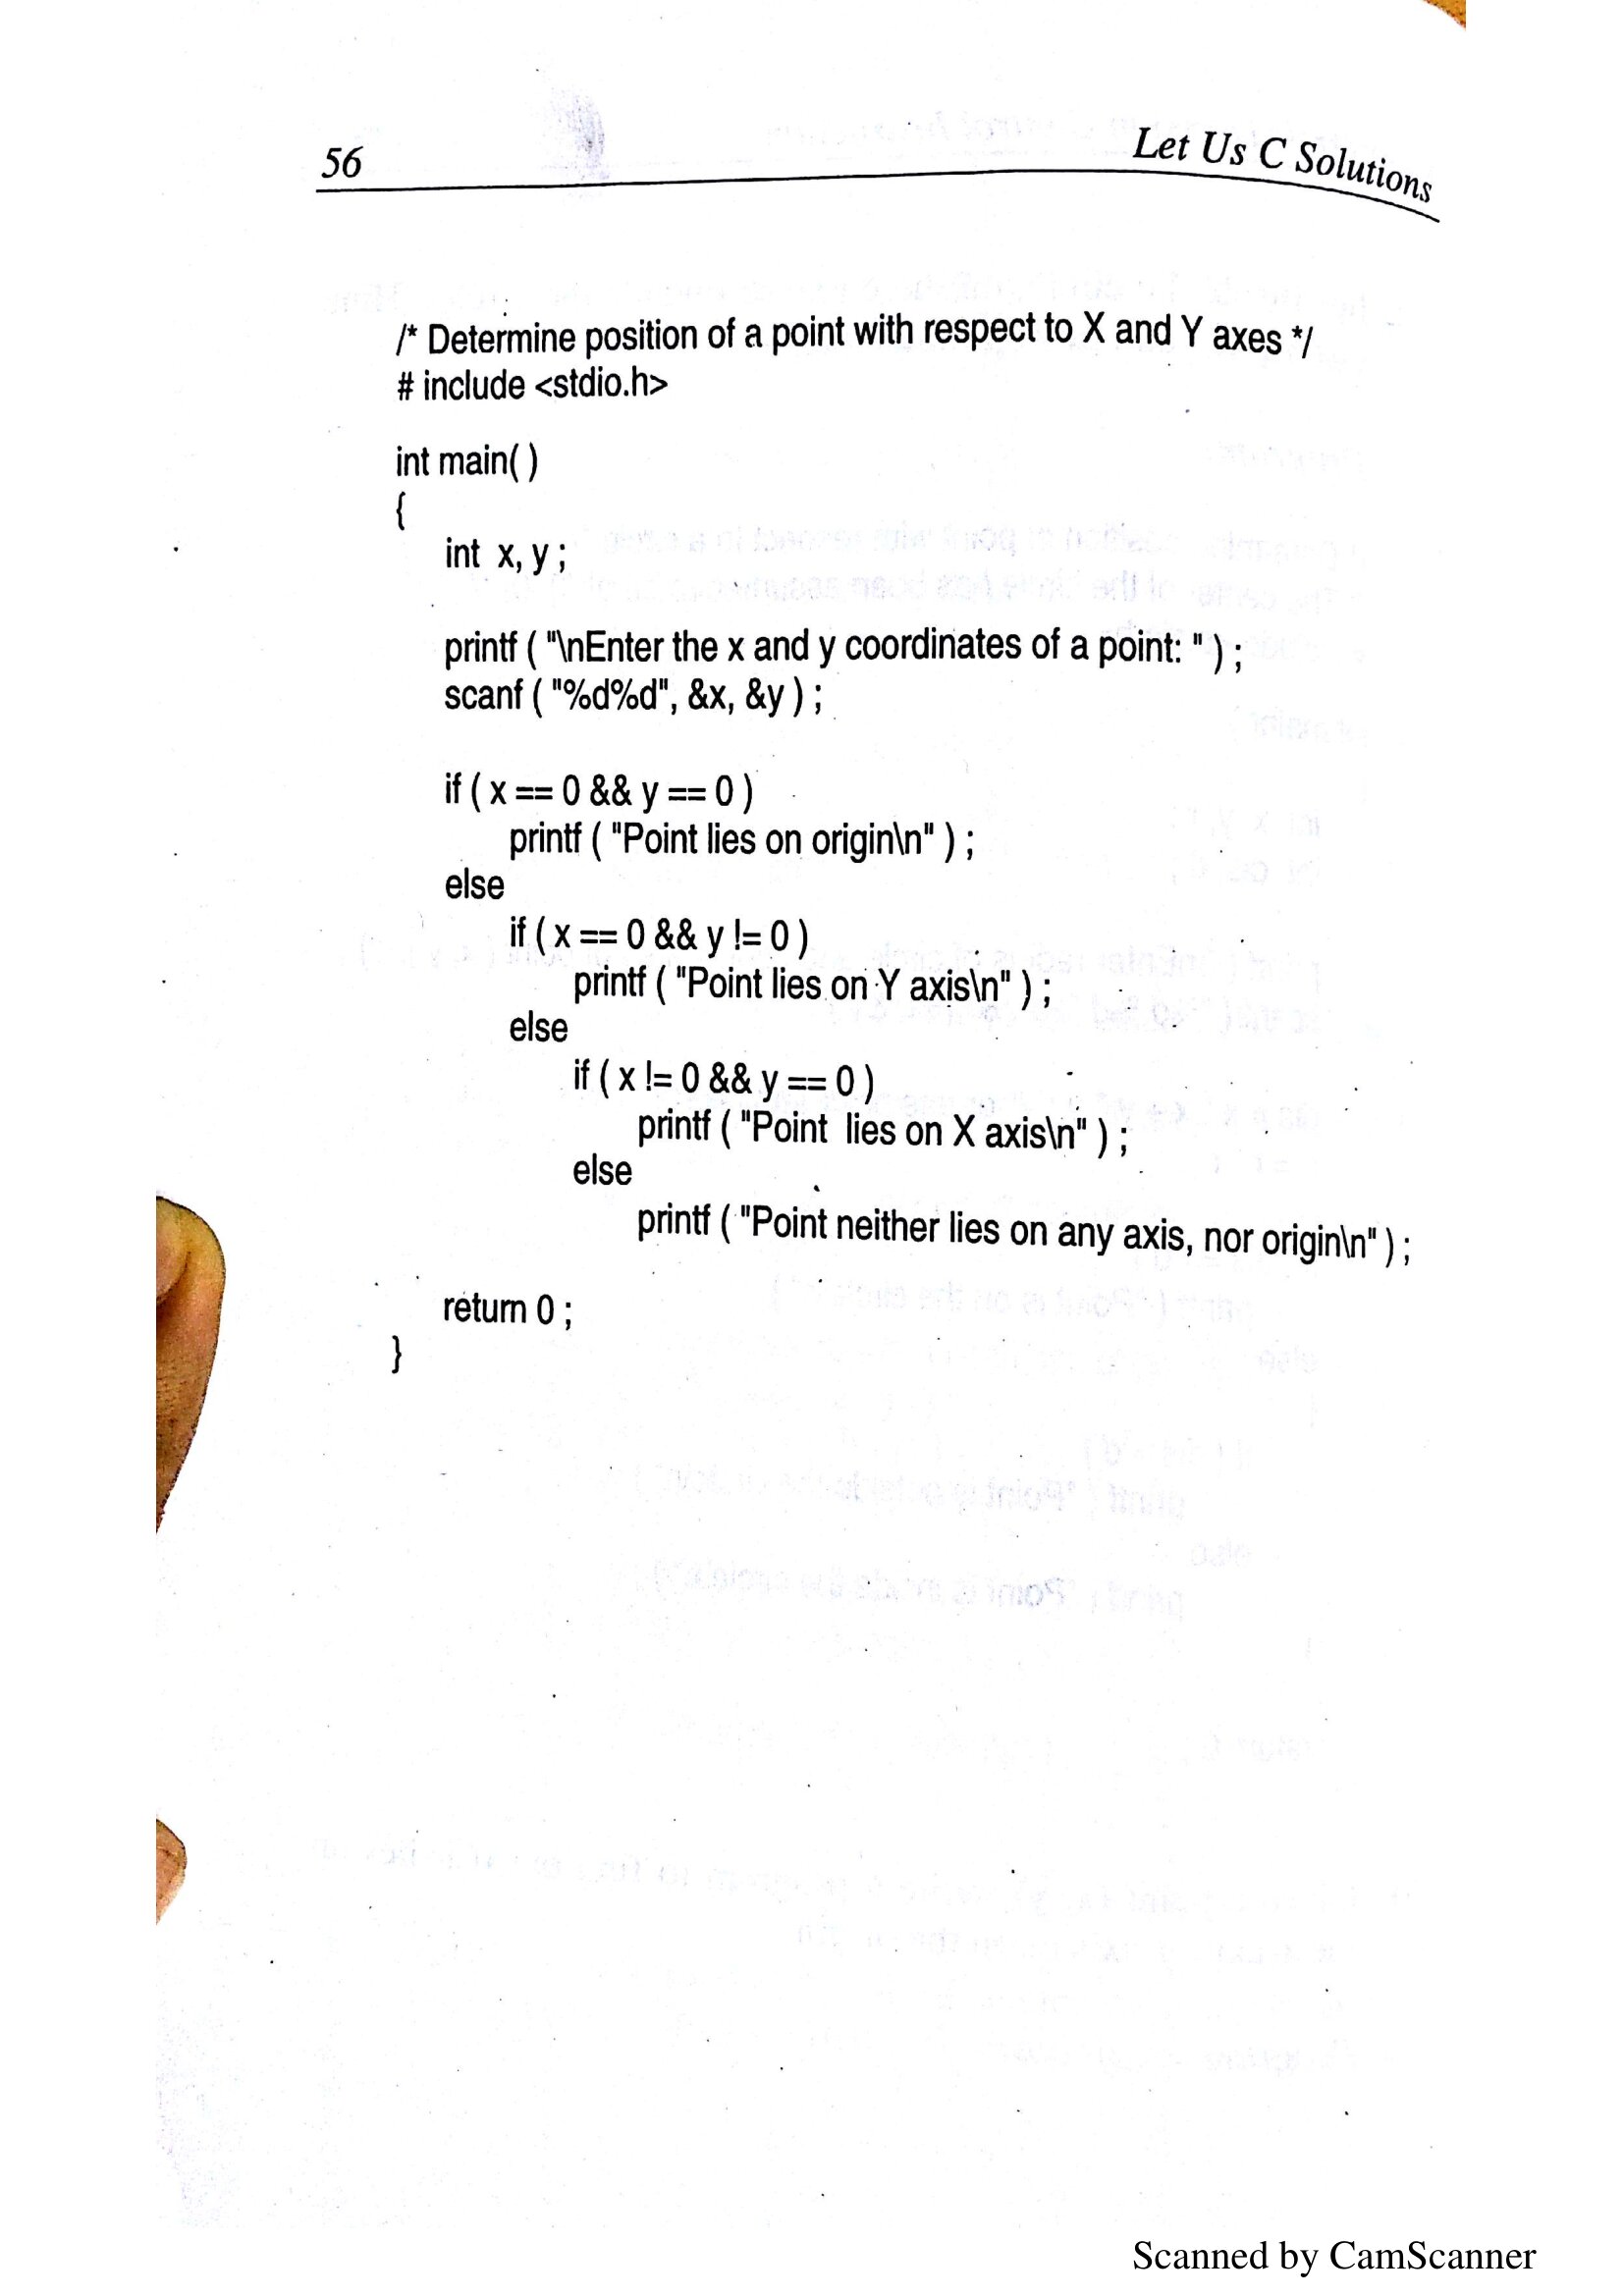 56
Let Us C Solutions
/* Determine position of a point with respect to X and Y axes */
# include <stdio.h>
int main( )
{
int x, y ;
printf ( "\nEnter the x and y coordinates of a point: " ) ;
scanf ( "%d%d", &x, &y ) ;
if ( x == 0 && y == 0 )
printf ( "Point lies on origin\n" ) ;
else
if ( x == 0 && y != 0 )
printf ( "Point lies on Y axis\n" ) ;
else
if ( x != 0 && y == 0 )
printf ( "Point lies on X axis\n" ) ;
else
printf ( "Point neither lies on any axis, nor origin\n" ) ;
return 0 ;
}
Scanned by CamScanner